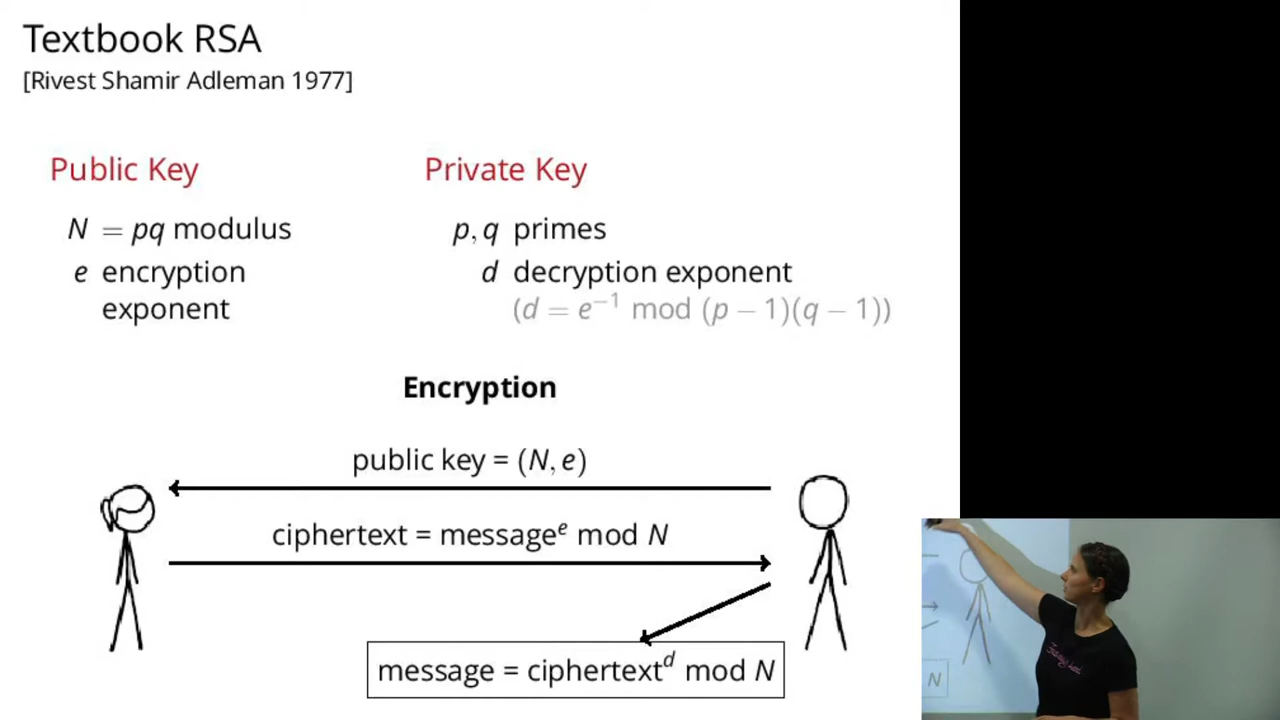 Textbook RSA
[Rivest Shamir Adleman 1977]
Public Key
Private Key
N = pq modulus
p, q primes
e encryption
exponent
d decryption exponent
(d = e⁻¹ mod (p − 1)(q − 1))
Encryption
public key = (N, e)
ciphertext = messageᵉ mod N
message = ciphertextᵈ mod N
N